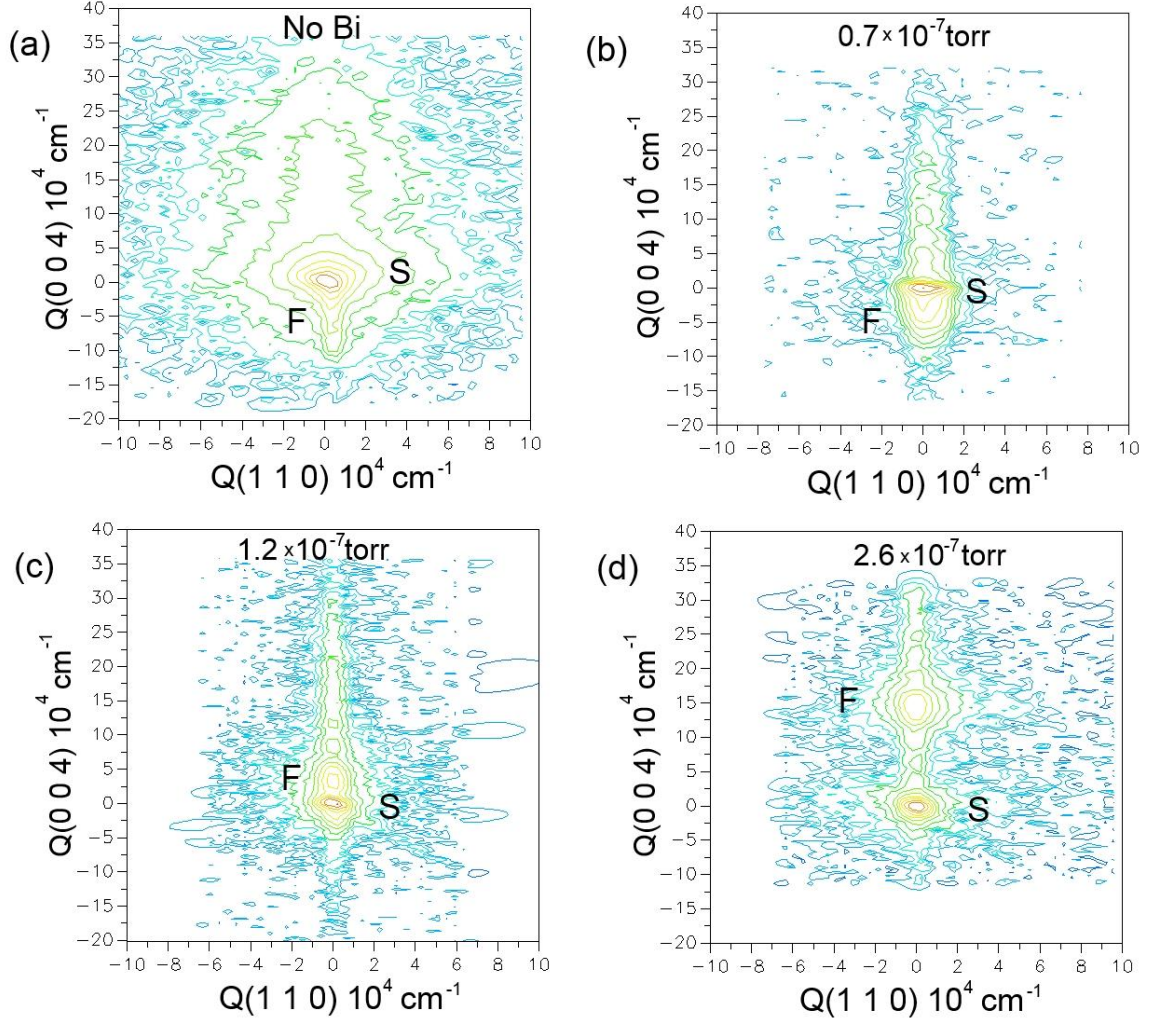 (a)
No Bi
40
35
30
25
20
15
10
5
0
−5
−10
−15
−20
Q(0 0 4) 10⁴ cm⁻¹
S
F
−10 −8 −6 −4 −2 0 2 4 6 8 10
Q(1 1 0) 10⁴ cm⁻¹
(b)
0.7×10⁻⁷torr
40
35
30
25
20
15
10
5
0
−5
−10
−15
−20
Q(0 0 4) 10⁴ cm⁻¹
S
F
−10 −8 −6 −4 −2 0 2 4 6 8 10
Q(1 1 0) 10⁴ cm⁻¹
(c)
1.2×10⁻⁷torr
40
35
30
25
20
15
10
5
0
−5
−10
−15
−20
Q(0 0 4) 10⁴ cm⁻¹
F
S
−10 −8 −6 −4 −2 0 2 4 6 8 10
Q(1 1 0) 10⁴ cm⁻¹
(d)
2.6×10⁻⁷torr
40
35
30
25
20
15
10
5
0
−5
−10
−15
−20
Q(0 0 4) 10⁴ cm⁻¹
F
S
−10 −8 −6 −4 −2 0 2 4 6 8 10
Q(1 1 0) 10⁴ cm⁻¹